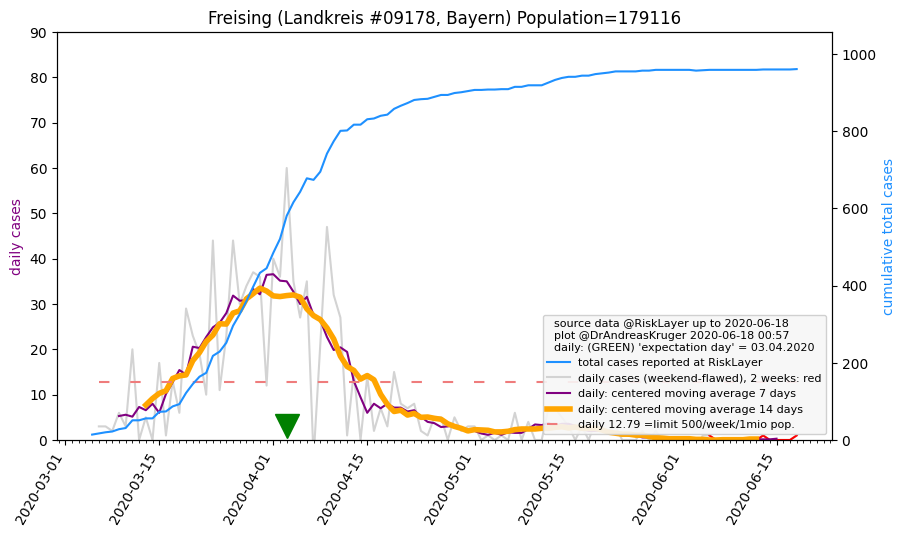 Freising (Landkreis #09178, Bayern) Population=179116
90
80
70
60
50
40
30
20
10
0
daily cases
1000
800
600
400
200
0
cumulative total cases
source data @RiskLayer up to 2020-06-18
plot @DrAndreasKruger 2020-06-18 00:57
daily: (GREEN) 'expectation day' = 03.04.2020
total cases reported at RiskLayer
daily cases (weekend-flawed), 2 weeks: red
daily: centered moving average 7 days
daily: centered moving average 14 days
daily 12.79 =limit 500/week/1mio pop.
2020-03-01
2020-03-15
2020-04-01
2020-04-15
2020-05-01
2020-05-15
2020-06-01
2020-06-15